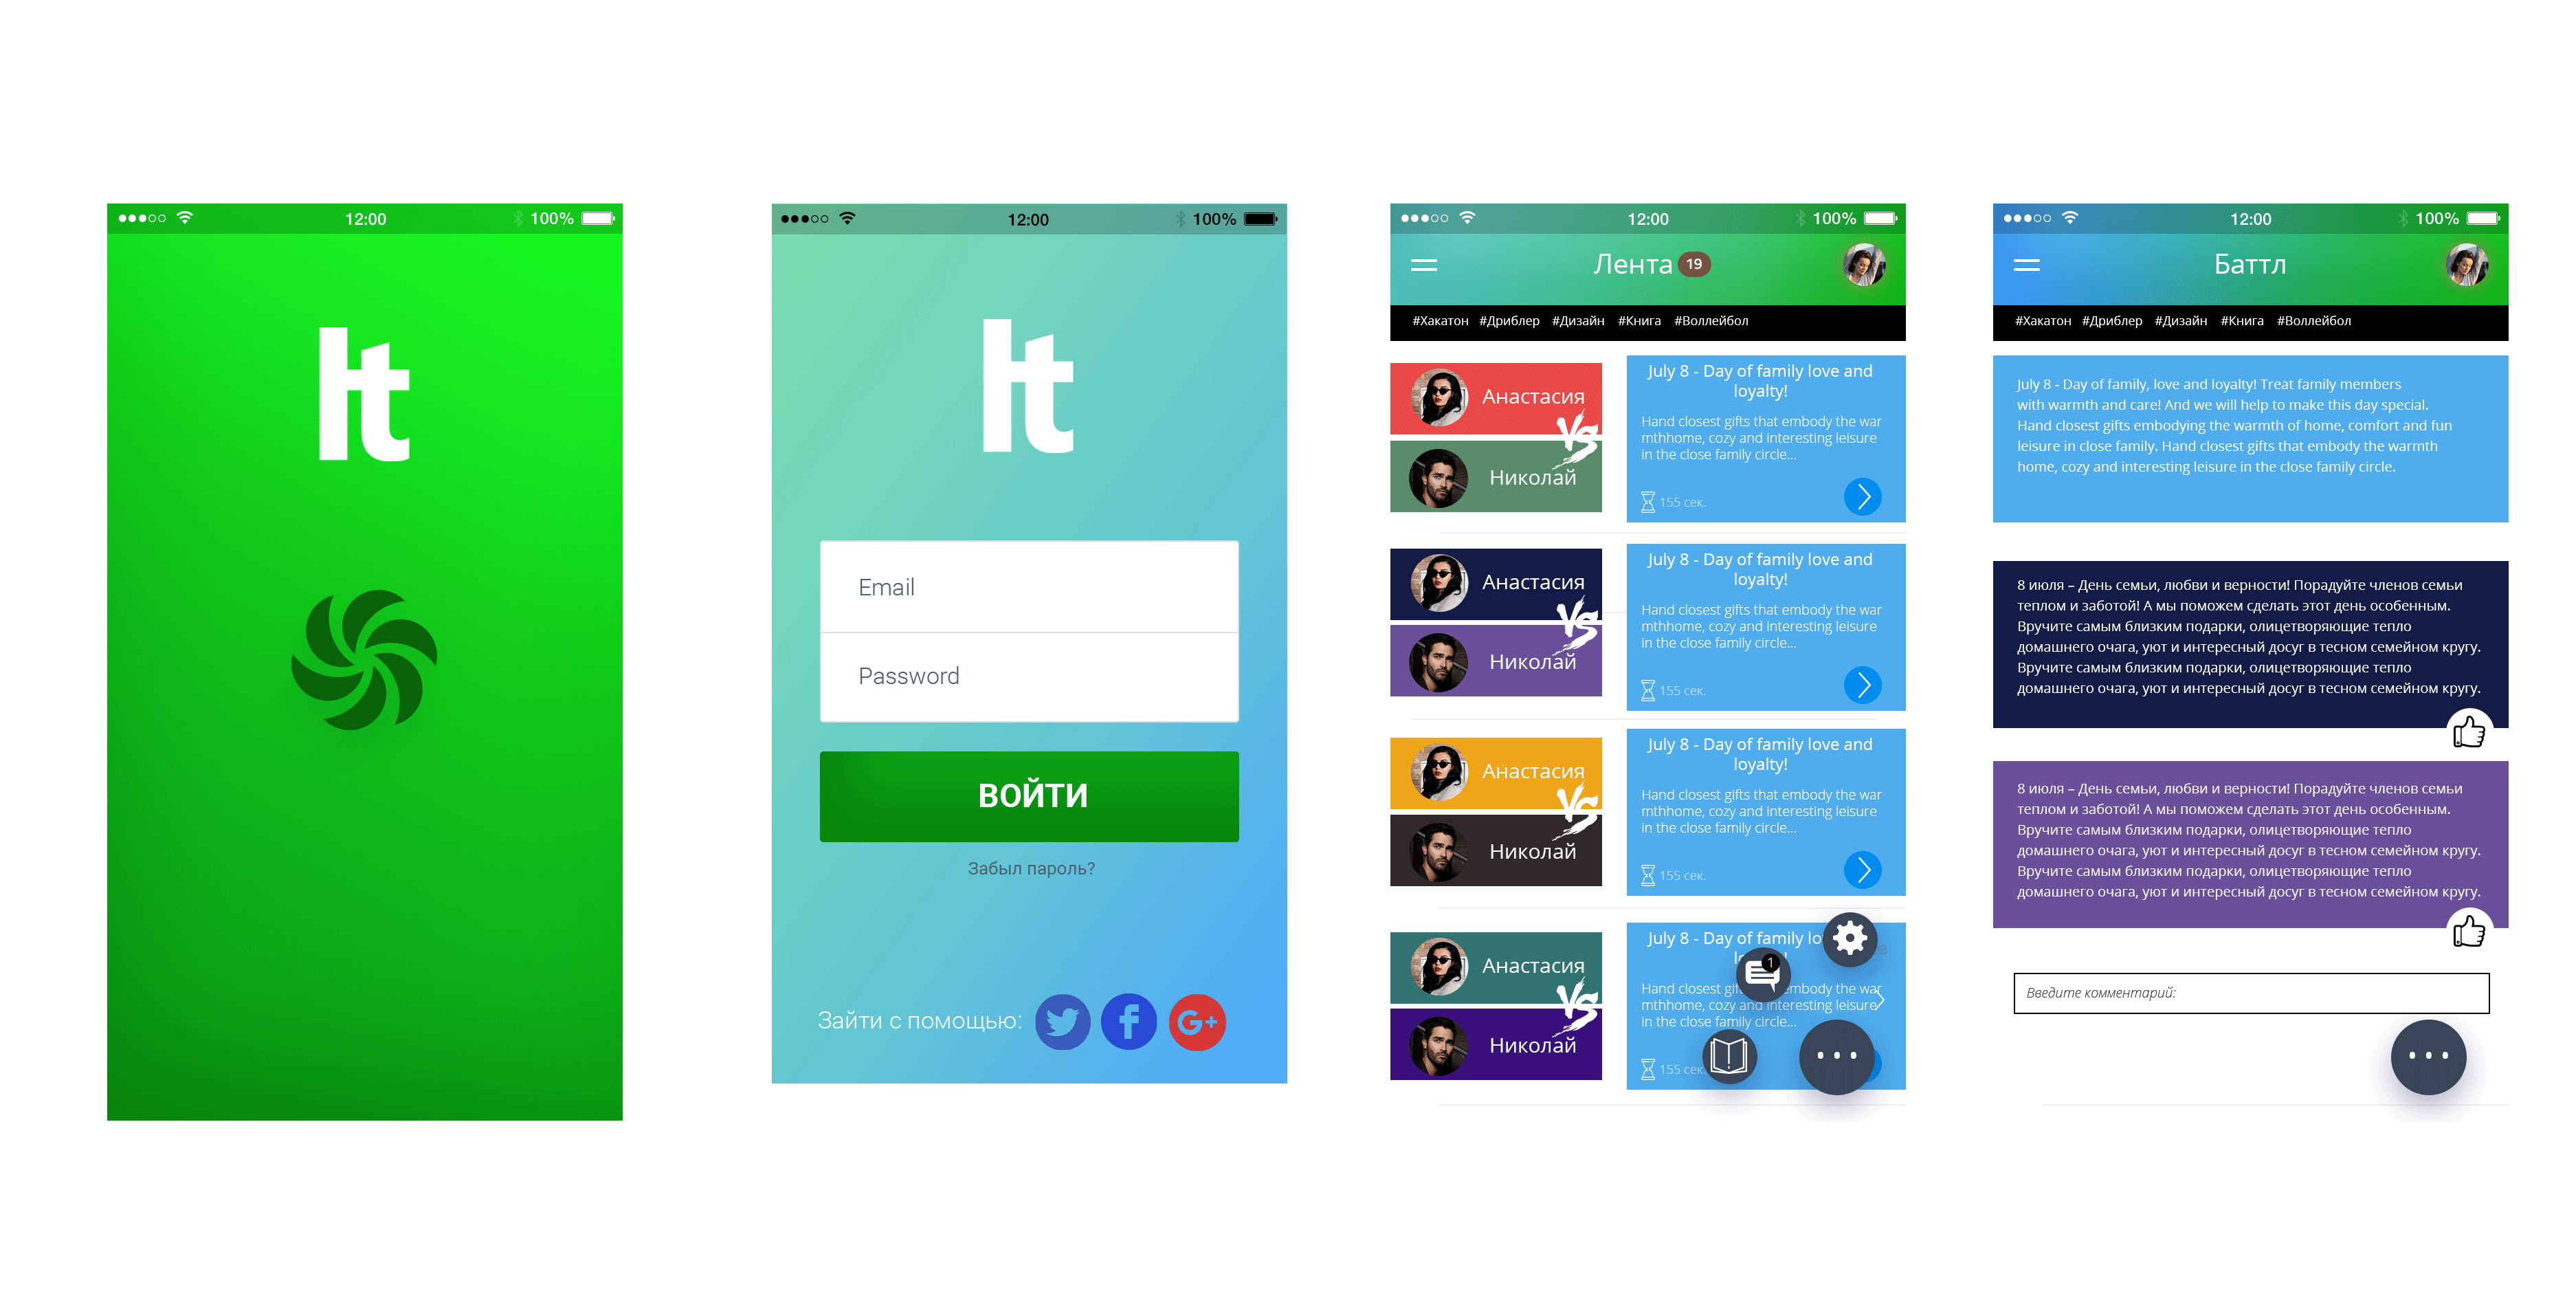 12:00
100%
It
12:00
100%
It
Email
Password
ВОЙТИ
Забыл пароль?
Зайти с помощью:
f
G+
12:00
100%
Лента 19
#Хакатон #Дриблер #Дизайн #Книга #Воллейбол
Анастасия
VS
Николай
July 8 - Day of family love and
loyalty!
Hand closest gifts that embody the war
mthhome, cozy and interesting leisure
in the close family circle...
155 сек.
Анастасия
VS
Николай
July 8 - Day of family love and
loyalty!
Hand closest gifts that embody the war
mthhome, cozy and interesting leisure
in the close family circle...
155 сек.
Анастасия
VS
Николай
July 8 - Day of family love and
loyalty!
Hand closest gifts that embody the war
mthhome, cozy and interesting leisure
in the close family circle...
155 сек.
Анастасия
VS
Николай
July 8 - Day of family
1
Hand closest embody the war
mthhome, cozy and interesting leisure
in the close family circle...
155 сек.
12:00
100%
Баттл
#Хакатон #Дриблер #Дизайн #Книга #Воллейбол
July 8 - Day of family, love and loyalty! Treat family members
with warmth and care! And we will help to make this day special.
Hand closest gifts embodying the warmth of home, comfort and fun
leisure in close family. Hand closest gifts that embody the warmth
home, cozy and interesting leisure in the close family circle.
8 июля – День семьи, любви и верности! Порадуйте членов семьи
теплом и заботой! А мы поможем сделать этот день особенным.
Вручите самым близким подарки, олицетворяющие тепло
домашнего очага, уют и интересный досуг в тесном семейном кругу.
Вручите самым близким подарки, олицетворяющие тепло
домашнего очага, уют и интересный досуг в тесном семейном кругу.
8 июля – День семьи, любви и верности! Порадуйте членов семьи
теплом и заботой! А мы поможем сделать этот день особенным.
Вручите самым близким подарки, олицетворяющие тепло
домашнего очага, уют и интересный досуг в тесном семейном кругу.
Вручите самым близким подарки, олицетворяющие тепло
домашнего очага, уют и интересный досуг в тесном семейном кругу.
Введите комментарий: